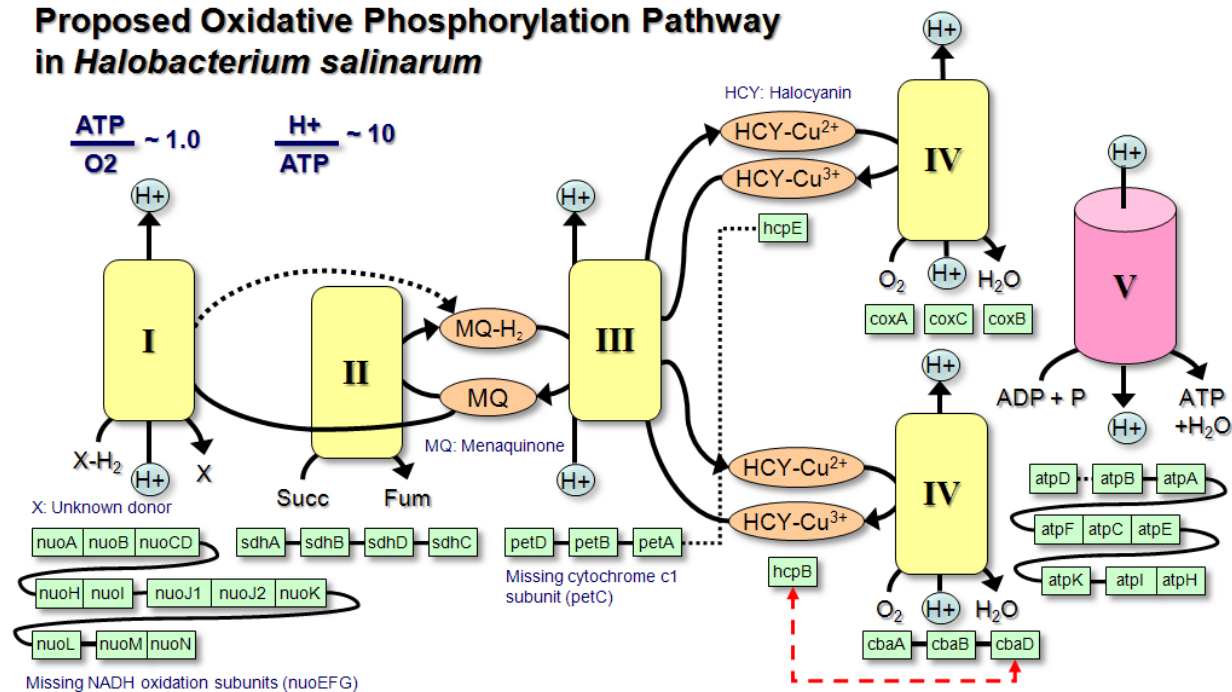 Proposed Oxidative Phosphorylation Pathway
in Halobacterium salinarum
ATP
O2
~ 1.0
H+
ATP
~ 10
HCY: Halocyanin
H+
H+
H+
H+
HCY-Cu²⁺
HCY-Cu³⁺
IV
hcpE
O₂
H+
H₂O
coxA
coxC
coxB
I
II
III
V
MQ-H₂
MQ
MQ: Menaquinone
X-H₂
H+
X
X: Unknown donor
Succ
Fum
H+
H+
HCY-Cu²⁺
HCY-Cu³⁺
IV
ADP + P
H+
ATP
+H₂O
nuoA
nuoB
nuoCD
nuoH
nuoI
nuoJ1
nuoJ2
nuoK
nuoL
nuoM
nuoN
Missing NADH oxidation subunits (nuoEFG)
sdhA
sdhB
sdhD
sdhC
petD
petB
petA
Missing cytochrome c1
subunit (petC)
hcpB
O₂
H+
H₂O
cbaA
cbaB
cbaD
atpD
atpB
atpA
atpF
atpC
atpE
atpK
atpI
atpH